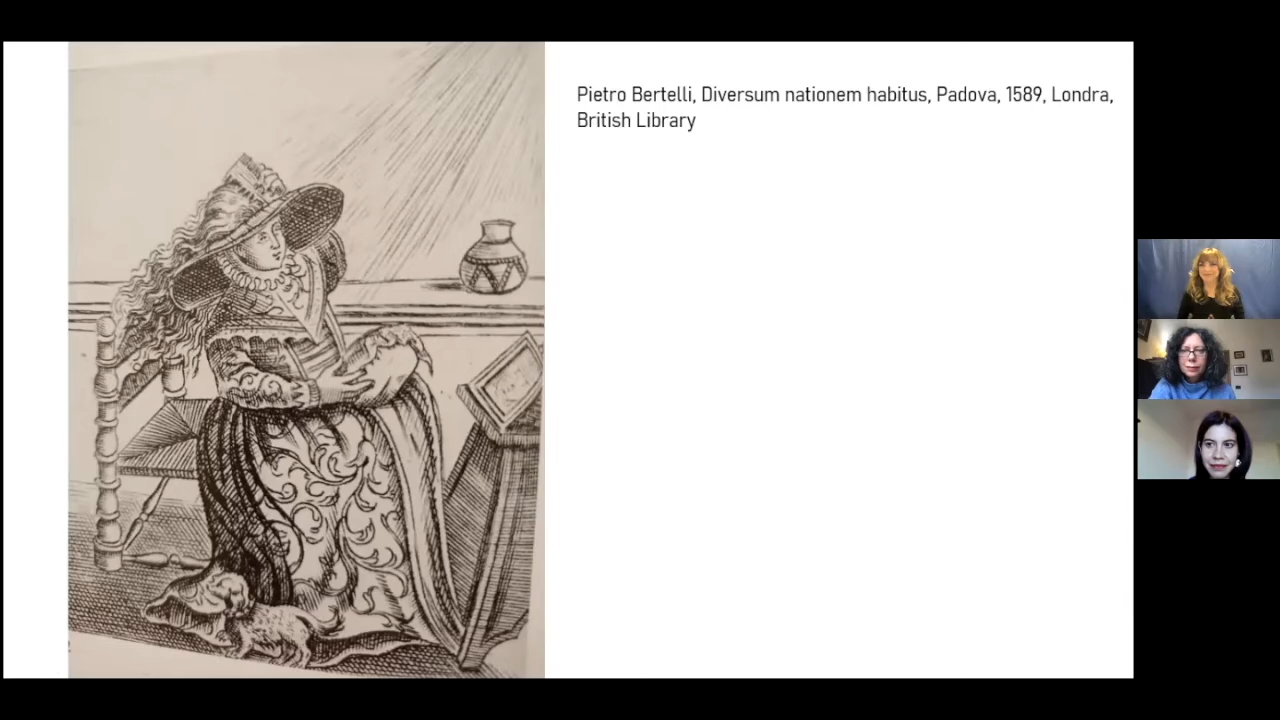 Pietro Bertelli, Diversum nationem habitus, Padova, 1589, Londra,
British Library